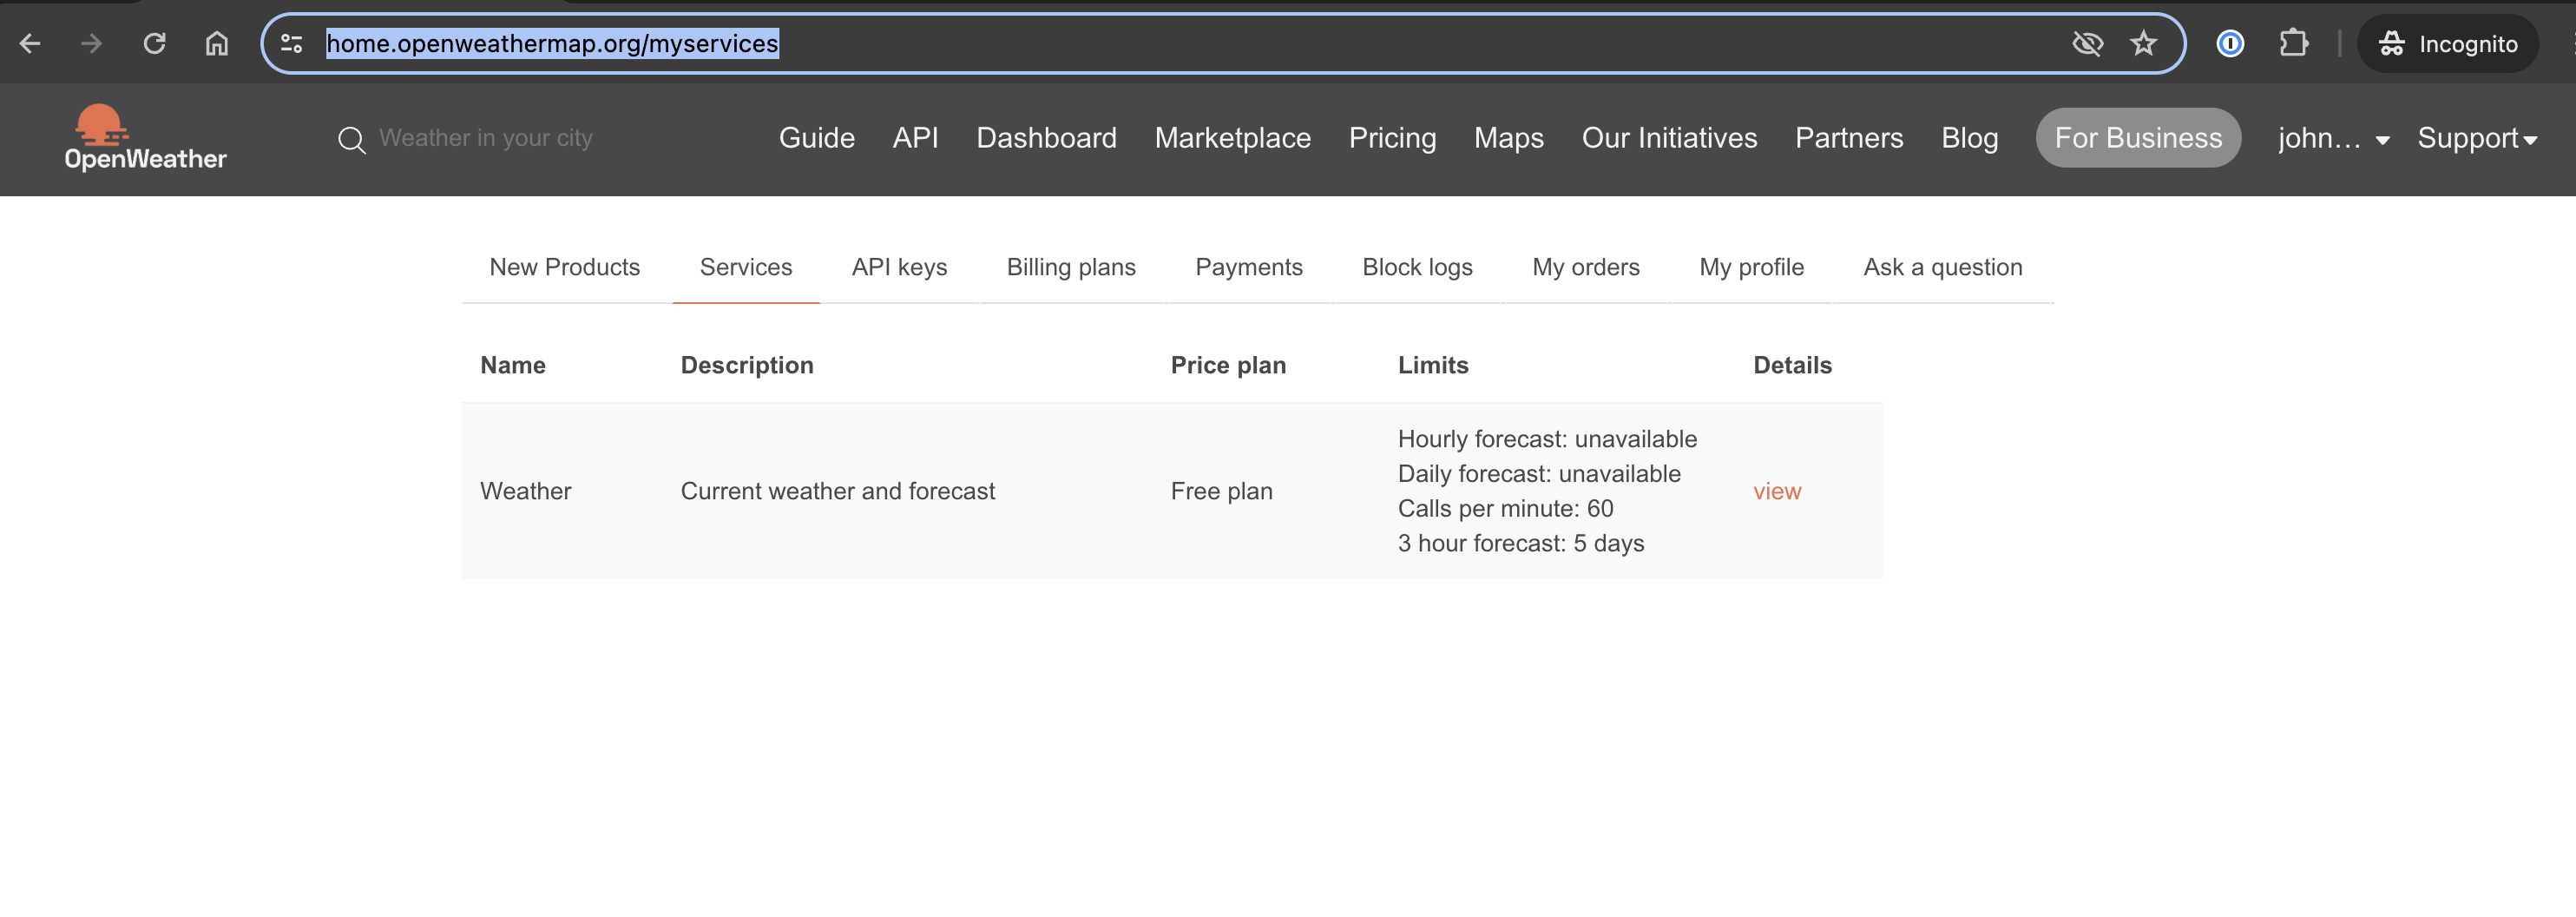 home.openweathermap.org/myservices
Incognito
OpenWeather
Weather in your city
Guide API Dashboard Marketplace Pricing Maps Our Initiatives Partners Blog For Business john... Support
New Products Services API keys Billing plans Payments Block logs My orders My profile Ask a question
Name Description Price plan Limits Details
Weather Current weather and forecast Free plan
Hourly forecast: unavailable
Daily forecast: unavailable
Calls per minute: 60
3 hour forecast: 5 days
view